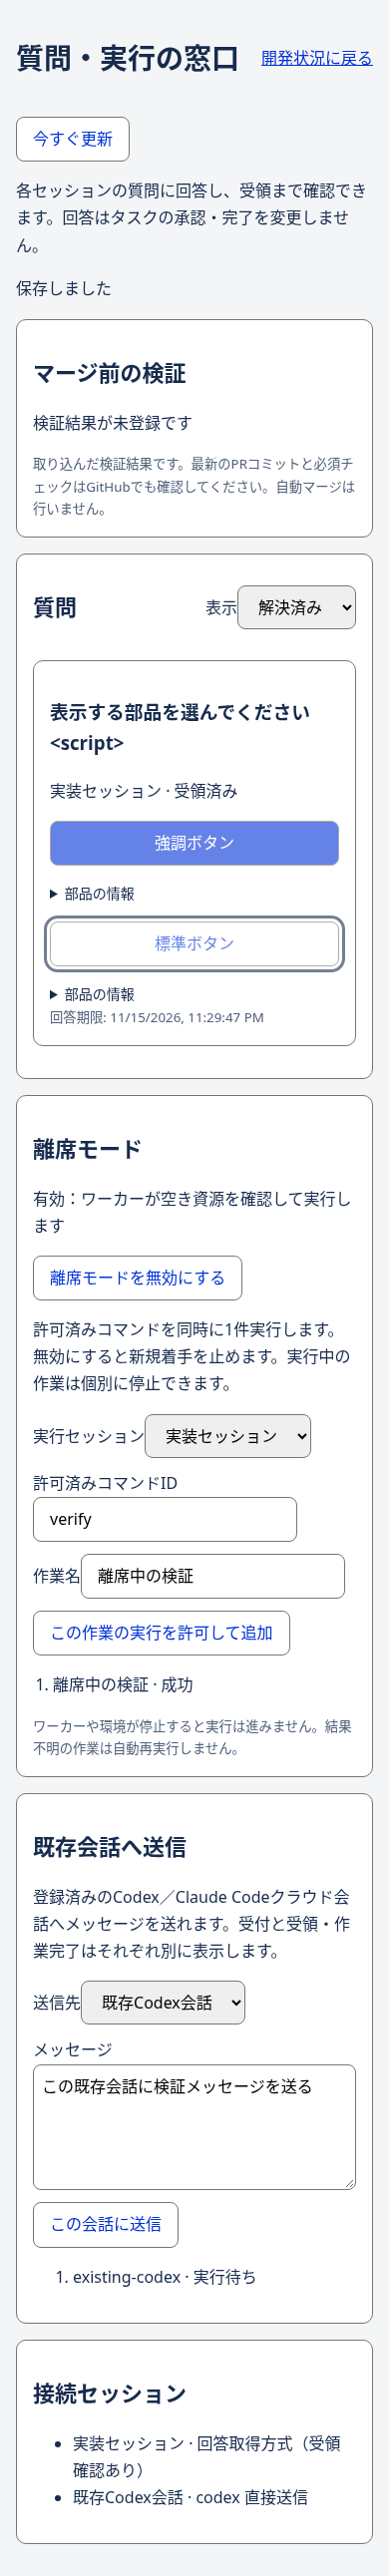 質問・実行の窓口
開発状況に戻る
今すぐ更新
各セッションの質問に回答し、受領まで確認でき
ます。回答はタスクの承認・完了を変更しませ
ん。
保存しました
マージ前の検証
検証結果が未登録です
取り込んだ検証結果です。最新のPRコミットと必須チ
ェックはGitHubでも確認してください。自動マージは
行いません。
質問
表示 解決済み
表示する部品を選んでください
<script>
実装セッション · 受領済み
強調ボタン
▶ 部品の情報
標準ボタン
▶ 部品の情報
回答期限: 11/15/2026, 11:29:47 PM
離席モード
有効：ワーカーが空き資源を確認して実行し
ます
離席モードを無効にする
許可済みコマンドを同時に1件実行します。
無効にすると新規着手を止めます。実行中の
作業は個別に停止できます。
実行セッション 実装セッション
許可済みコマンドID
verify
作業名 離席中の検証
この作業の実行を許可して追加
1. 離席中の検証 · 成功
ワーカーや環境が停止すると実行は進みません。結果
不明の作業は自動再実行しません。
既存会話へ送信
登録済みのCodex／Claude Codeクラウド会
話へメッセージを送れます。受付と受領・作
業完了はそれぞれ別に表示します。
送信先 既存Codex会話
メッセージ
この既存会話に検証メッセージを送る
この会話に送信
1. existing-codex · 実行待ち
接続セッション
• 実装セッション · 回答取得方式（受領
確認あり）
• 既存Codex会話 · codex 直接送信